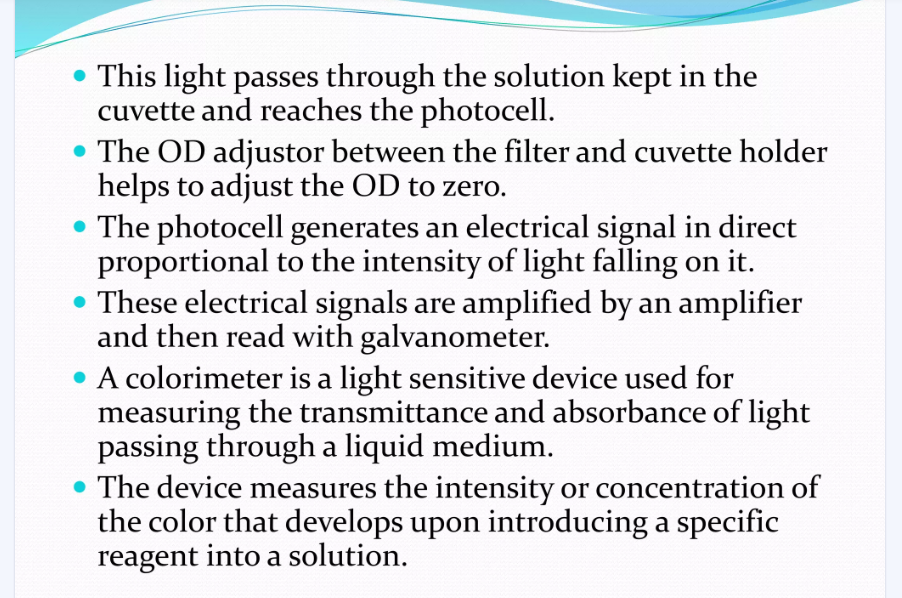 • This light passes through the solution kept in the
cuvette and reaches the photocell.
• The OD adjustor between the filter and cuvette holder
helps to adjust the OD to zero.
• The photocell generates an electrical signal in direct
proportional to the intensity of light falling on it.
• These electrical signals are amplified by an amplifier
and then read with galvanometer.
• A colorimeter is a light sensitive device used for
measuring the transmittance and absorbance of light
passing through a liquid medium.
• The device measures the intensity or concentration of
the color that develops upon introducing a specific
reagent into a solution.